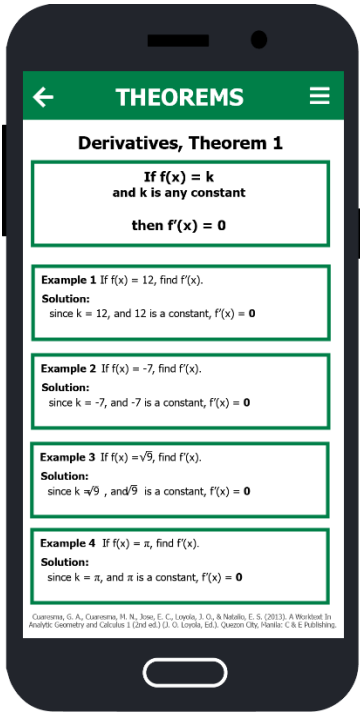 THEOREMS
Derivatives, Theorem 1
If f(x) = k
and k is any constant
then f'(x) = 0
Example 1 If f(x) = 12, find f'(x).
Solution:
since k = 12, and 12 is a constant, f'(x) = 0
Example 2 If f(x) = -7, find f'(x).
Solution:
since k = -7, and -7 is a constant, f'(x) = 0
Example 3 If f(x) =√9, find f'(x).
Solution:
since k =√9 , and√9 is a constant, f'(x) = 0
Example 4 If f(x) = π, find f'(x).
Solution:
since k = π, and π is a constant, f'(x) = 0
Cuaresma, G. A., Cuaresma, M. N., Jose, E. C., Loyola, J. O., & Natalio, E. S. (2013). A Worktext In
Analytic Geometry and Calculus 1 (2nd ed.) (J. O. Loyola, Ed.). Quezon City, Manila: C & E Publishing.